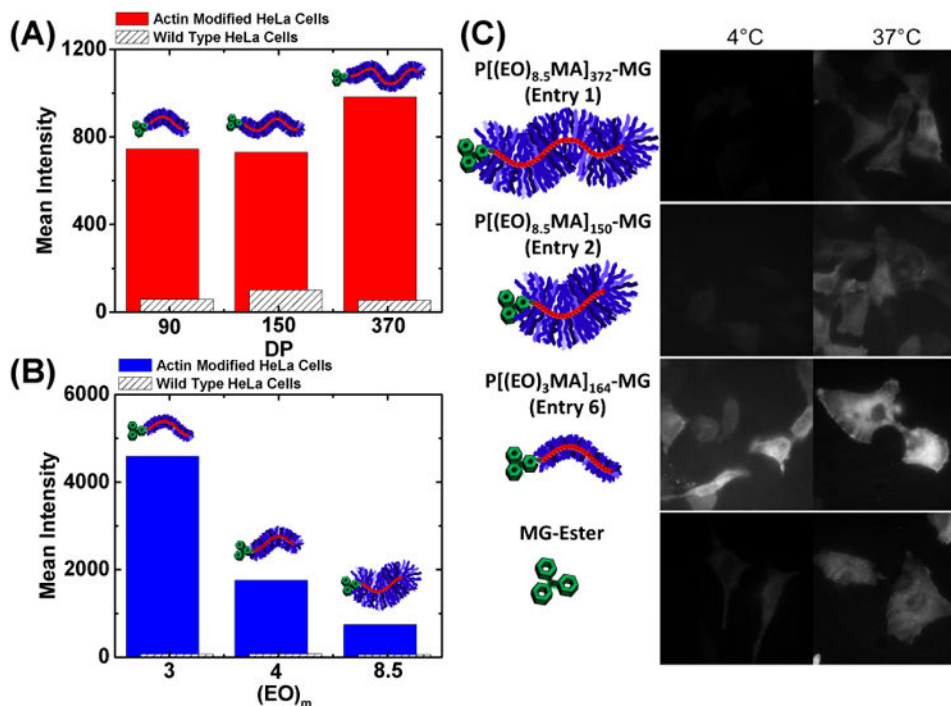 (A)
Actin Modified HeLa Cells
Wild Type HeLa Cells
1200
800
400
0
Mean Intensity
90 150 370
DP
(B)
Actin Modified HeLa Cells
Wild Type HeLa Cells
6000
4000
2000
0
Mean Intensity
3 4 8.5
(EO)m
(C)
4°C 37°C
P[(EO)8.5MA]372-MG
(Entry 1)
P[(EO)8.5MA]150-MG
(Entry 2)
P[(EO)3MA]164-MG
(Entry 6)
MG-Ester